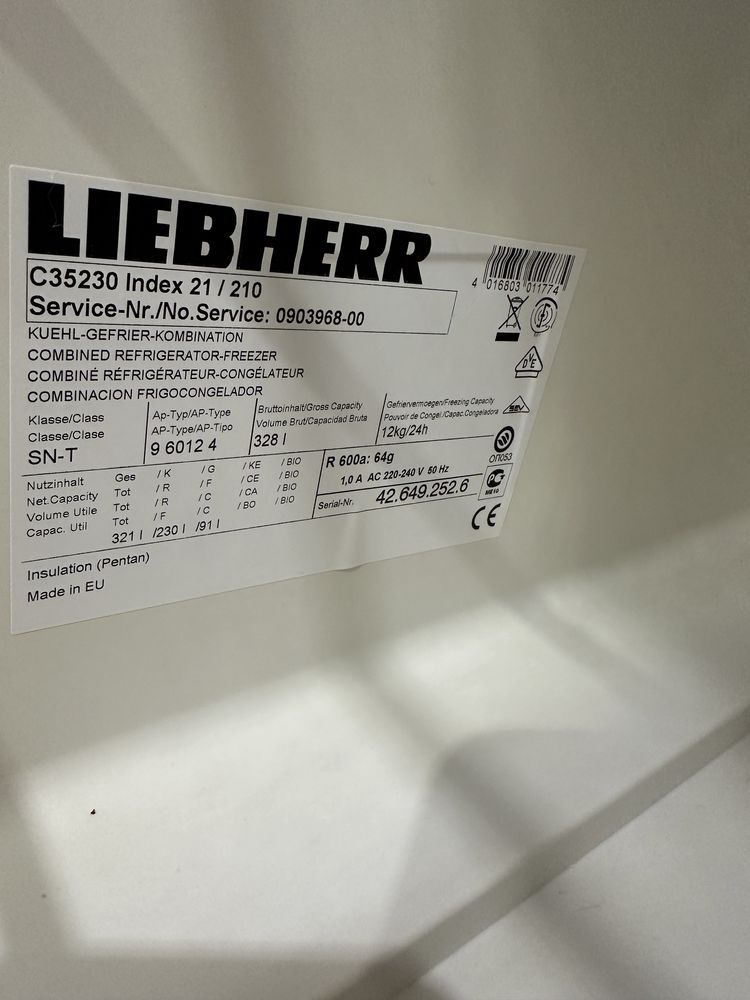 LIEBHERR
4 016803 011774
C35230 Index 21 / 210
Service-Nr./No.Service: 0903968-00
KUEHL-GEFRIER-KOMBINATION
COMBINED REFRIGERATOR-FREEZER
COMBINÉ RÉFRIGÉRATEUR-CONGÉLATEUR
COMBINACION FRIGOCONGELADOR
DVE
Klasse/Class
Classe/Clase
SN-T
Ap-Typ/AP-Type
AP-Type/AP-Tipo
9 6012 4
Bruttoinhalt/Gross Capacity
Volume Brut/Capacidad Bruta
328 l
Gefriervermoegen/Freezing Capacity
Pouvoir de Congel./Capac.Congeladora
12kg/24h
SEV
ОП053
Nutzinhalt Ges / K / G / KE / BIO
Net.Capacity Tot / R / F / CE / BIO
Volume Utile Tot / R / C / CA / BIO
Capac. Util Tot / F / C / BO / BIO
321 l /230 l /91 l
R 600a: 64g
1,0 A AC 220-240 V 50 Hz
Serial-Nr. 42.649.252.6
ME10
CE
Insulation (Pentan)
Made in EU